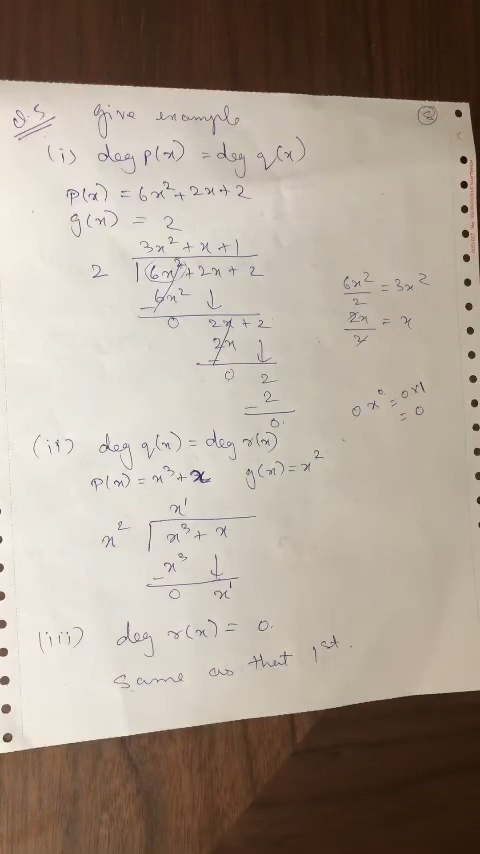 Q.5 Give example
②
(i) deg p(x) = deg q(x)
p(x) = 6x² + 2x + 2
g(x) = 2
3x² + x + 1
2 6x² + 2x + 2
- 6x² ↓
0 2x + 2
- 2x ↓
0 2
- 2
0
6x²/2 = 3x²
2x/2 = x
0x⁰ = 0×1
= 0
(ii) deg q(x) = deg r(x)
p(x) = x³ + x g(x) = x²
x¹
x² x³ + x
- x³ ↓
0 x¹
(iii) deg r(x) = 0.
Same as that 1st.